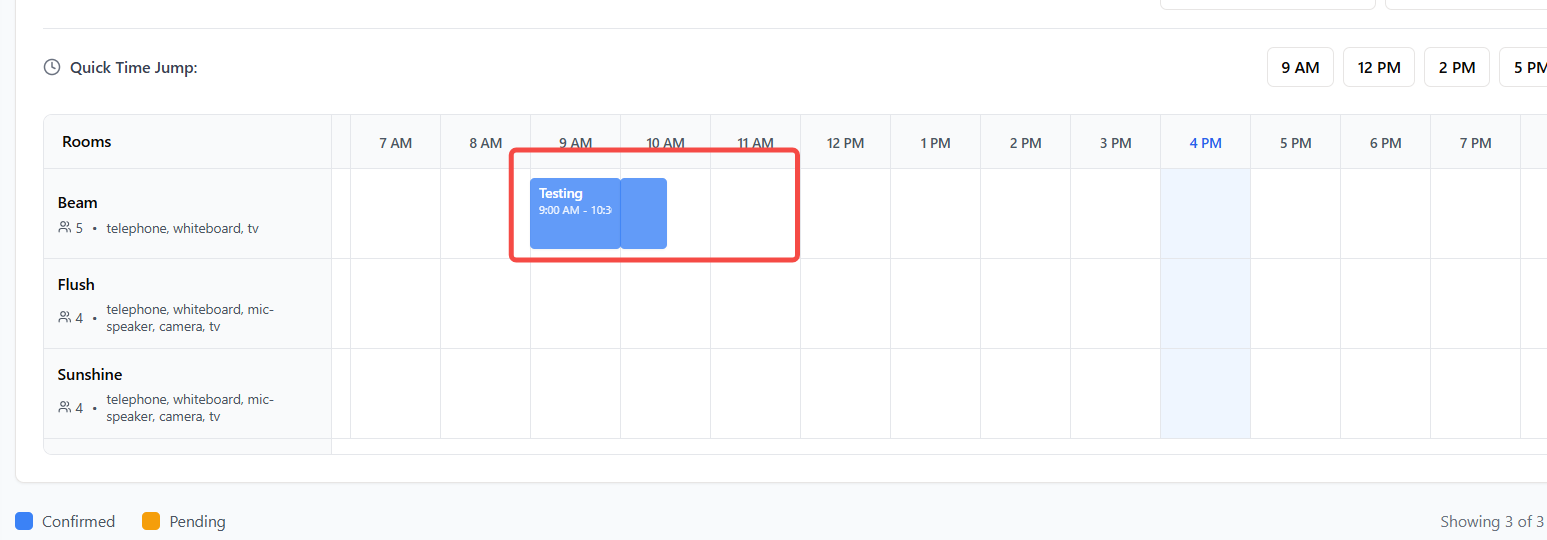 Quick Time Jump:
9 AM
12 PM
2 PM
5 PM
Rooms
7 AM
8 AM
9 AM
10 AM
11 AM
12 PM
1 PM
2 PM
3 PM
4 PM
5 PM
6 PM
7 PM
Beam
5 • telephone, whiteboard, tv
Testing
9:00 AM - 10:3
Flush
4 • telephone, whiteboard, mic-
speaker, camera, tv
Sunshine
4 • telephone, whiteboard, mic-
speaker, camera, tv
Confirmed
Pending
Showing 3 of 3